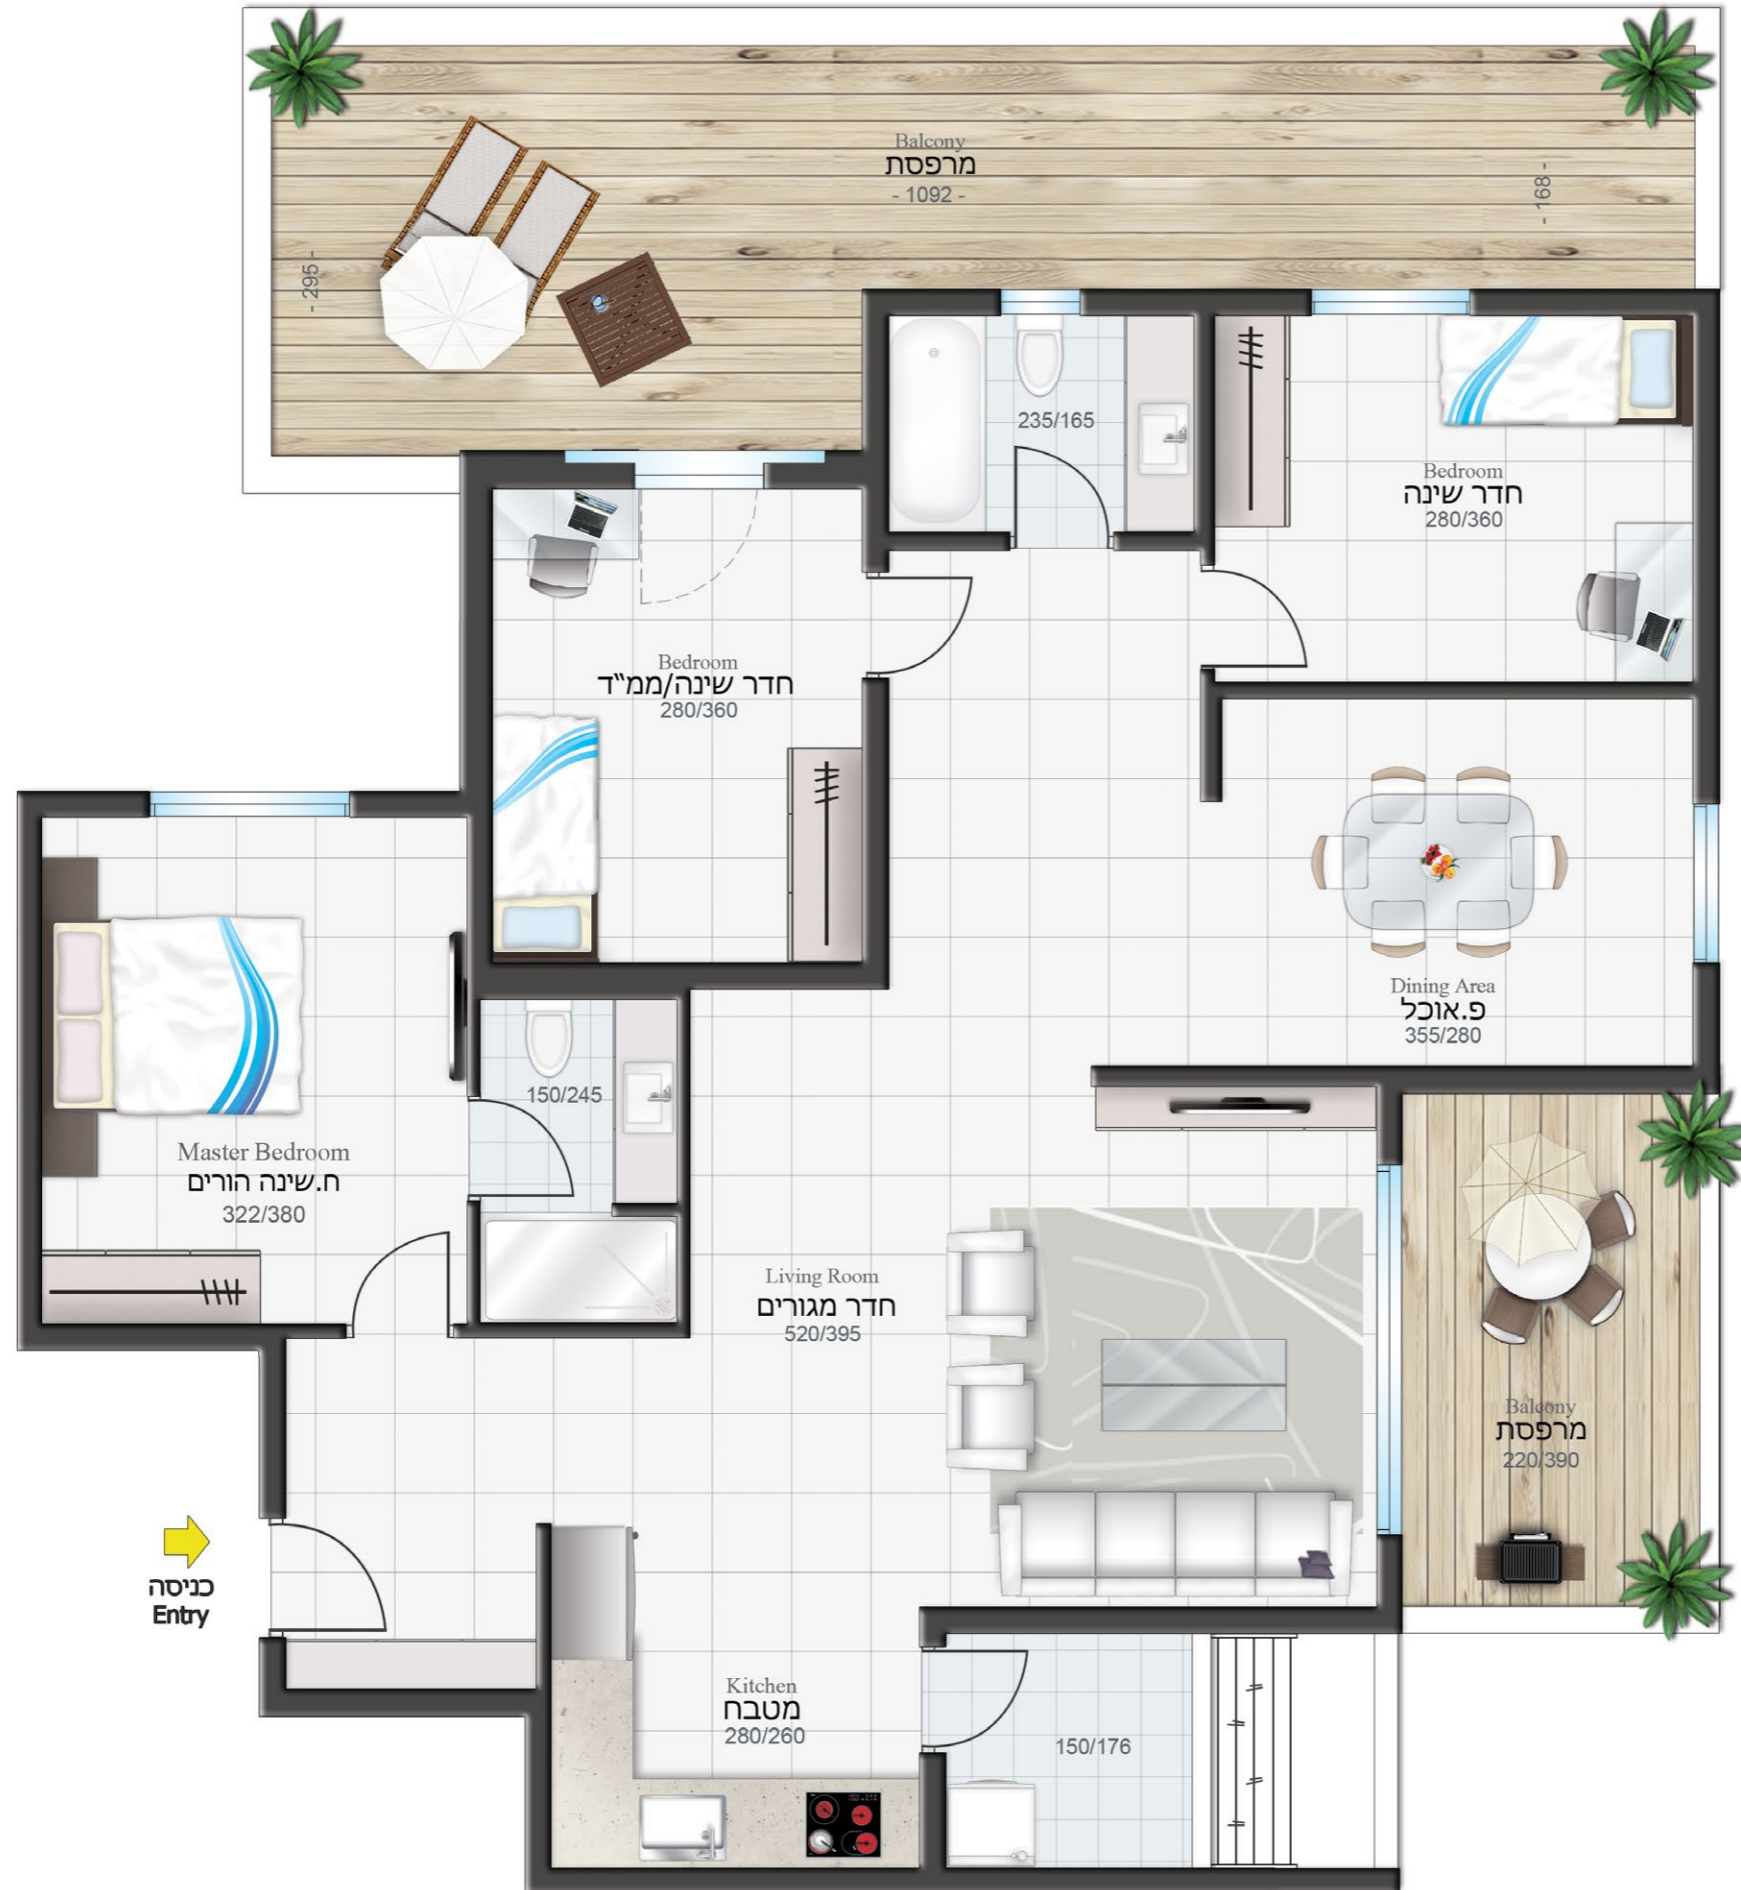 Balcony
מרפסת
- 1092 -
- 168 -
- 295 -
235/165
Bedroom
חדר שינה
280/360
Bedroom
חדר שינה/ממ"ד
280/360
Dining Area
פ.אוכל
355/280
150/245
Master Bedroom
ח.שינה הורים
322/380
Living Room
חדר מגורים
520/395
Balcony
מרפסת
220/390
כניסה
Entry
Kitchen
מטבח
280/260
150/176